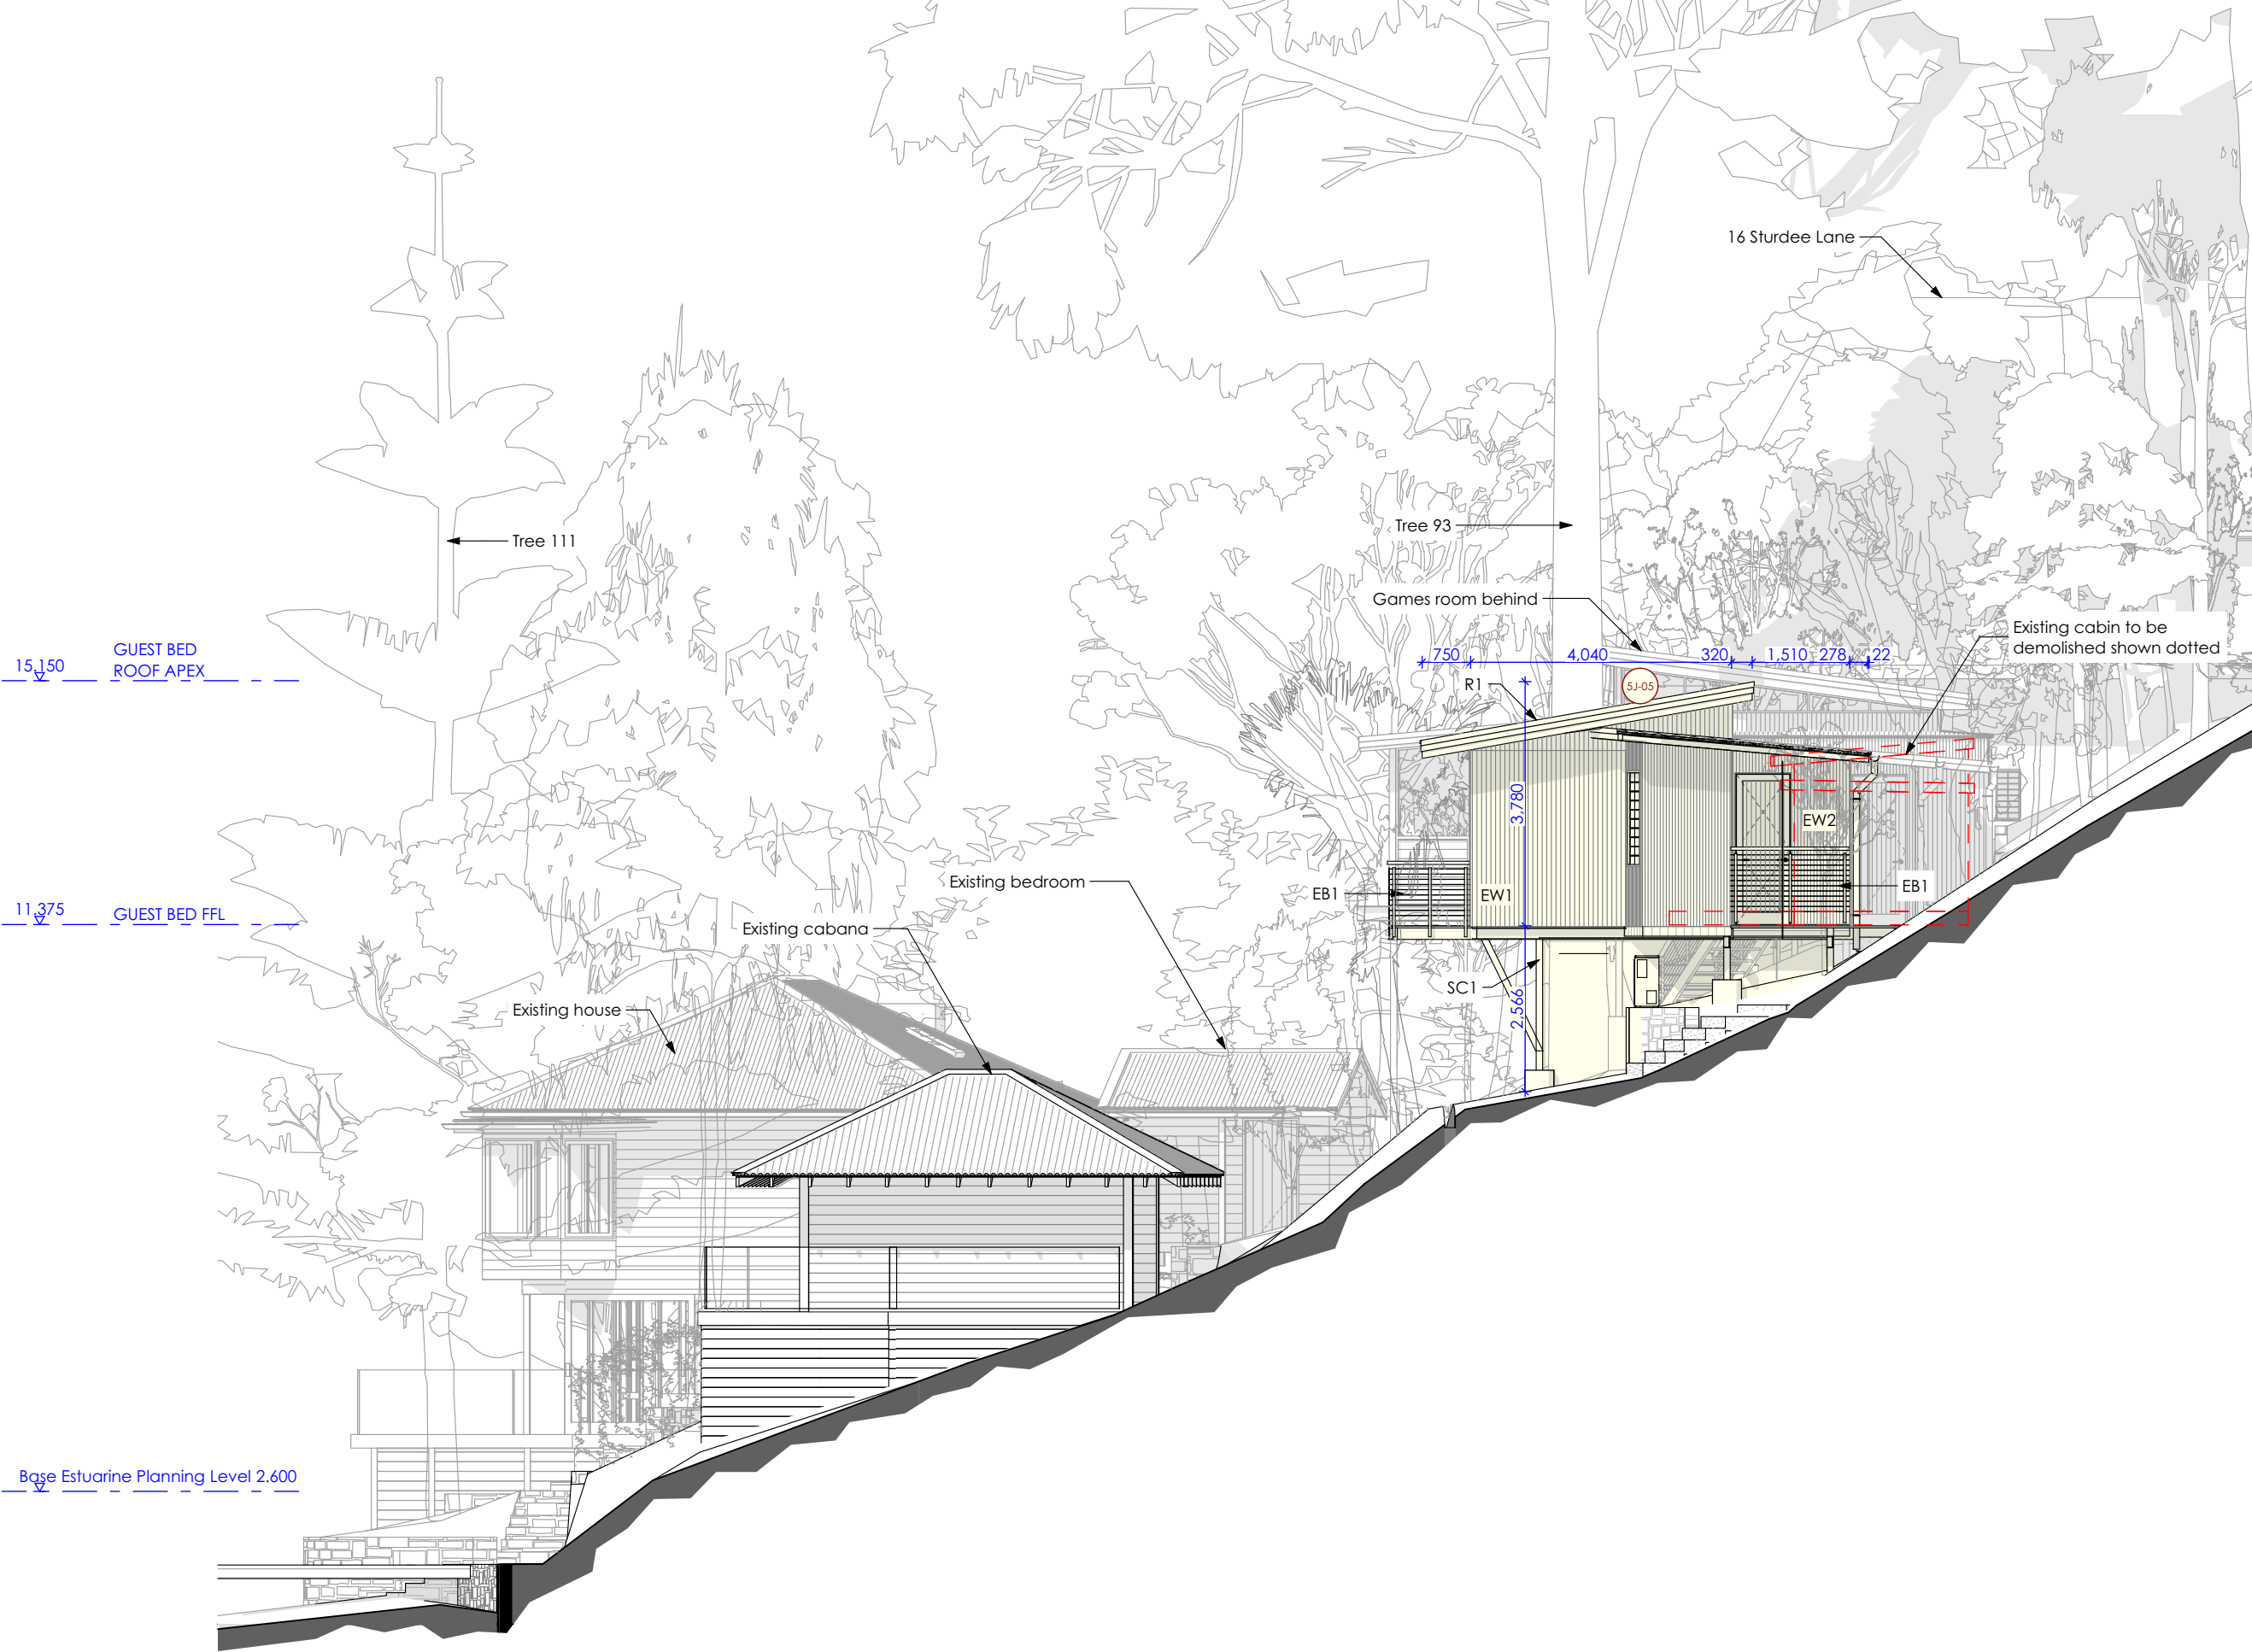 16 Sturdee Lane
Tree 93
Tree 111
Games room behind
Existing cabin to be
demolished shown dotted
GUEST BED
15,150
ROOF APEX
750
4,040
320
1,510
278
22
R1
5J-05
3,780
EW2
EB1
EW1
EB1
Existing bedroom
11,375
GUEST BED FFL
Existing cabana
SC1
2,566
Existing house
Base Estuarine Planning Level 2.600